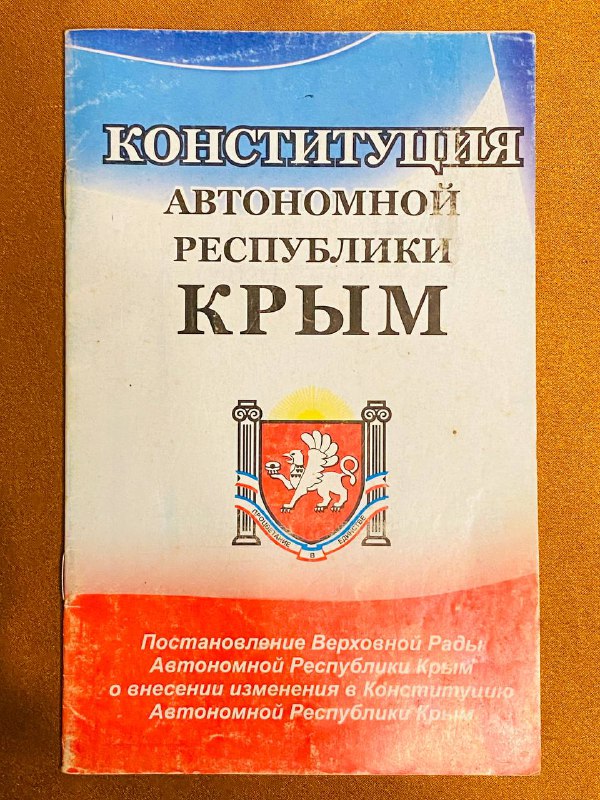 КОНСТИТУЦИЯ
АВТОНОМНОЙ
РЕСПУБЛИКИ
КРЫМ
ПРОЦВЕТАНИЕ В ЕДИНСТВЕ
Постановление Верховной Рады
Автономной Республики Крым
о внесении изменения в Конституцию
Автономной Республики Крым